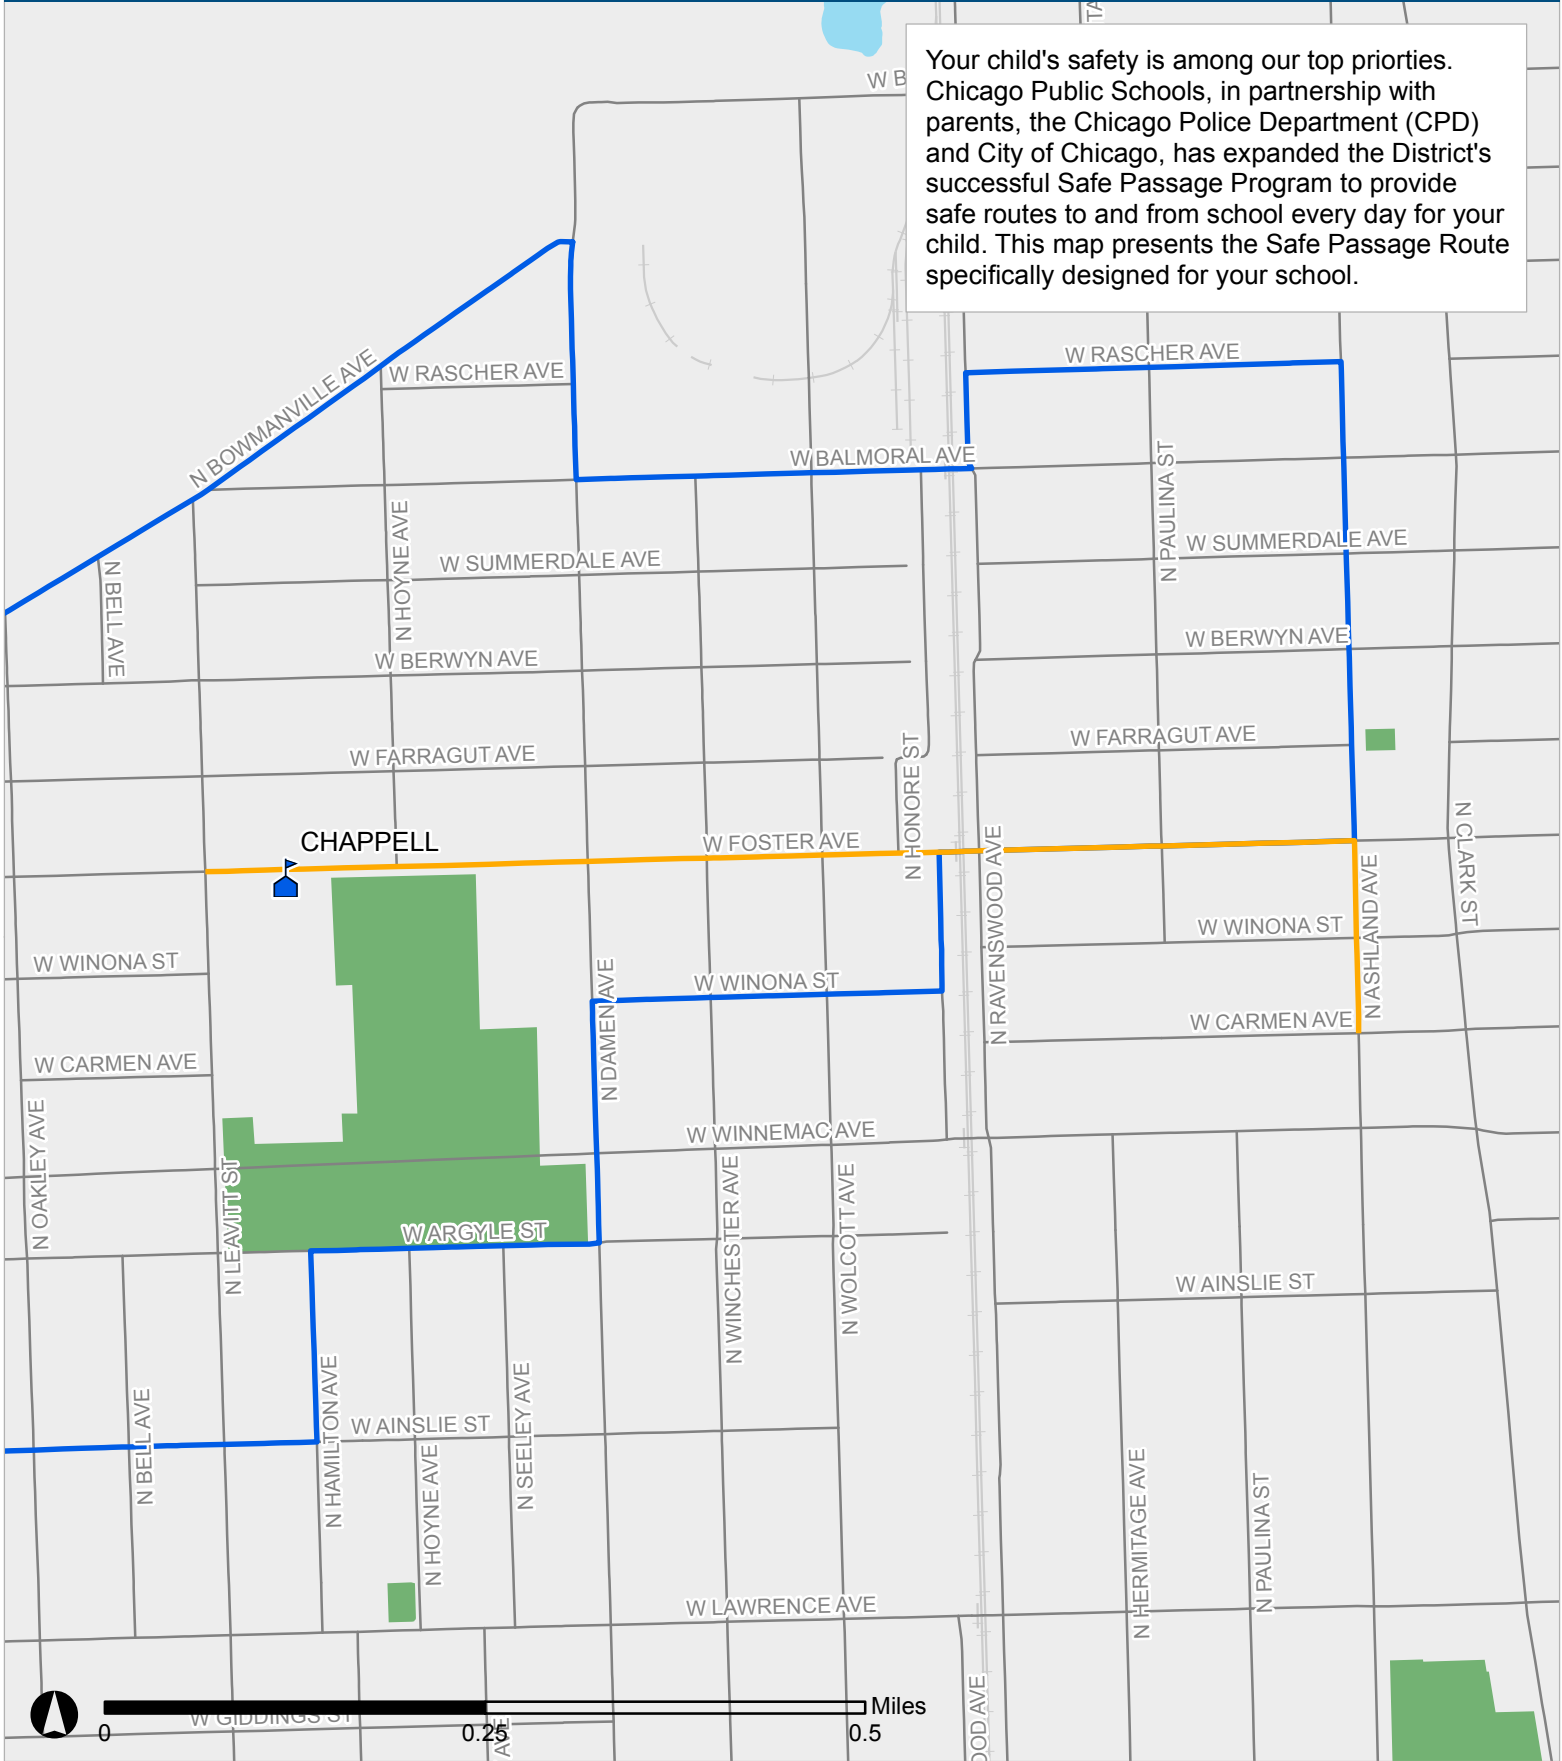 Your child's safety is among our top priorties.
Chicago Public Schools, in partnership with
parents, the Chicago Police Department (CPD)
and City of Chicago, has expanded the District's
successful Safe Passage Program to provide
safe routes to and from school every day for your
child. This map presents the Safe Passage Route
specifically designed for your school.
TA
W B
W RASCHER AVE
N BOWMANVILLE AVE
W RASCHER AVE
W BALMORAL AVE
N PAULINA ST
N HOYNE AVE
W SUMMERDALE AVE
W SUMMERDALE AVE
N BELL AVE
W BERWYN AVE
W BERWYN AVE
W FARRAGUT AVE
W FARRAGUT AVE
N HONORE ST
CHAPPELL
W FOSTER AVE
N CLARK ST
N RAVENSWOOD AVE
N ASHLAND AVE
W WINONA ST
W WINONA ST
W WINONA ST
N DAMEN AVE
W CARMEN AVE
W CARMEN AVE
N OAKLEY AVE
W WINNEMAC AVE
N LEAVITT ST
N WINCHESTER AVE
N WOLCOTT AVE
W ARGYLE ST
W AINSLIE ST
N HAMILTON AVE
N SEELEY AVE
N BELL AVE
W AINSLIE ST
N HOYNE AVE
N HERMITAGE AVE
N PAULINA ST
W LAWRENCE AVE
OOD AVE
Miles
W GIDDINGS ST
AVE
0
0.25
0.5